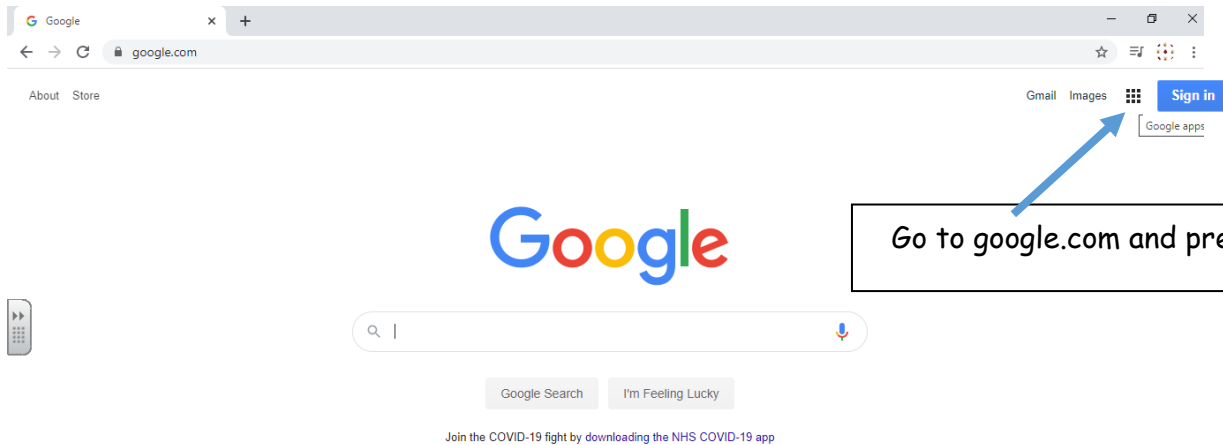 Google
google.com
About Store
Gmail Images
Sign in
Google apps
Google
Go to google.com and pre
Google Search
I'm Feeling Lucky
Join the COVID-19 fight by downloading the NHS COVID-19 app